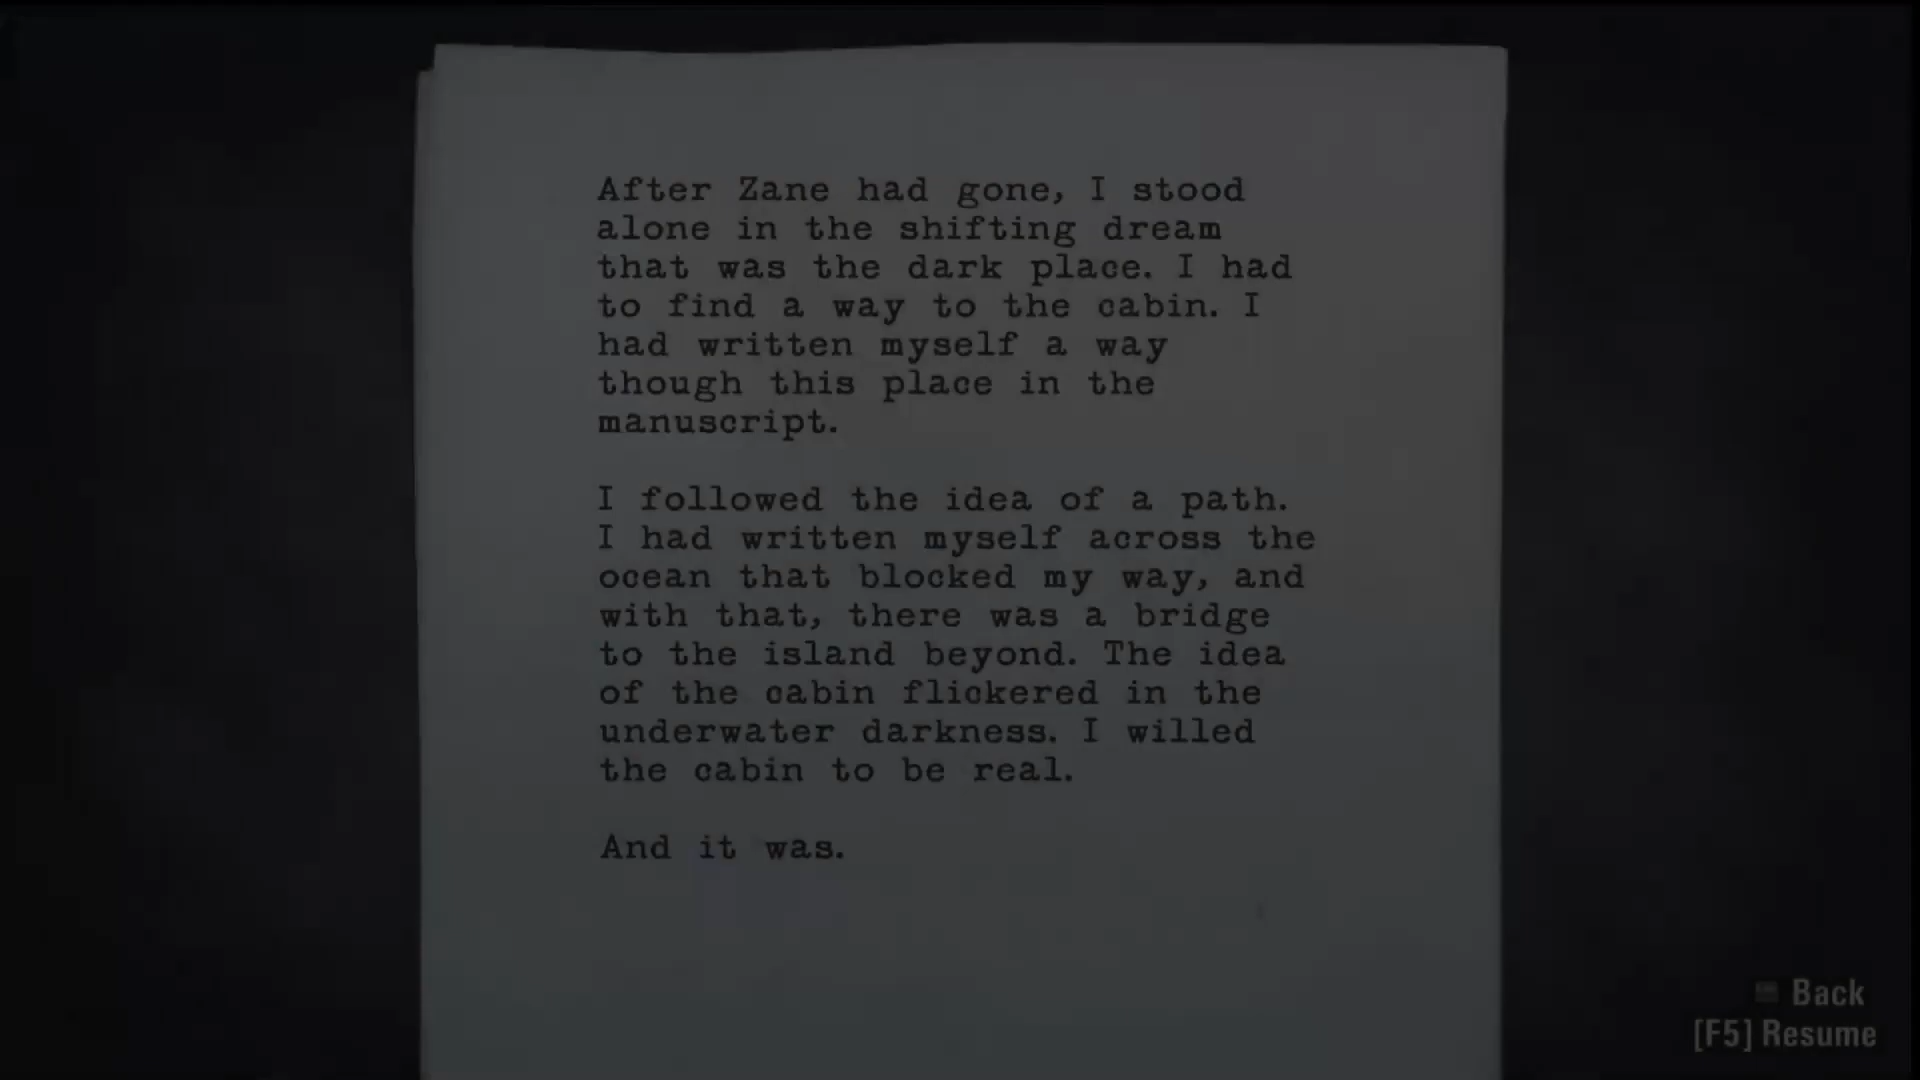 After Zane had gone, I stood
alone in the shifting dream
that was the dark place. I had
to find a way to the cabin. I
had written myself a way
though this place in the
manuscript.
I followed the idea of a path.
I had written myself across the
ocean that blocked my way, and
with that, there was a bridge
to the island beyond. The idea
of the cabin flickered in the
underwater darkness. I willed
the cabin to be real.
And it was.
Back
[F5] Resume